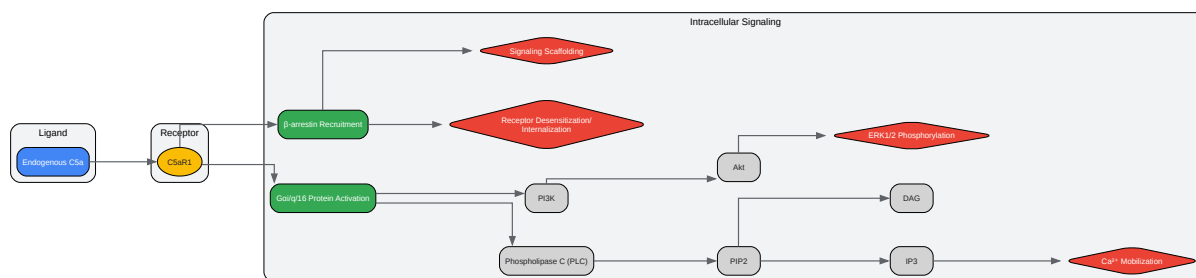 Intracellular Signaling
Signaling Scaffolding
β-arrestin Recruitment
Receptor Desensitization/
Internalization
Ligand
Receptor
ERK1/2 Phosphorylation
Endogenous C5a
C5aR1
Akt
Gαi/q/16 Protein Activation
PI3K
DAG
Phospholipase C (PLC)
PIP2
IP3
Ca²⁺ Mobilization